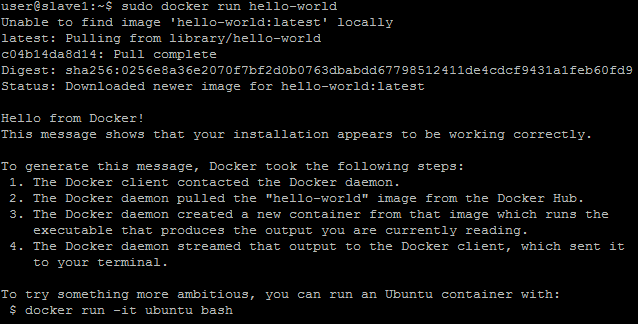 user@slave1:~$ sudo docker run hello-world
Unable to find image 'hello-world:latest' locally
latest: Pulling from library/hello-world
c04b14da8d14: Pull complete
Digest: sha256:0256e8a36e2070f7bf2d0b0763dbabdd67798512411de4cdcf9431a1feb60fd9
Status: Downloaded newer image for hello-world:latest

Hello from Docker!
This message shows that your installation appears to be working correctly.

To generate this message, Docker took the following steps:
 1. The Docker client contacted the Docker daemon.
 2. The Docker daemon pulled the "hello-world" image from the Docker Hub.
 3. The Docker daemon created a new container from that image which runs the
    executable that produces the output you are currently reading.
 4. The Docker daemon streamed that output to the Docker client, which sent it
    to your terminal.

To try something more ambitious, you can run an Ubuntu container with:
 $ docker run -it ubuntu bash